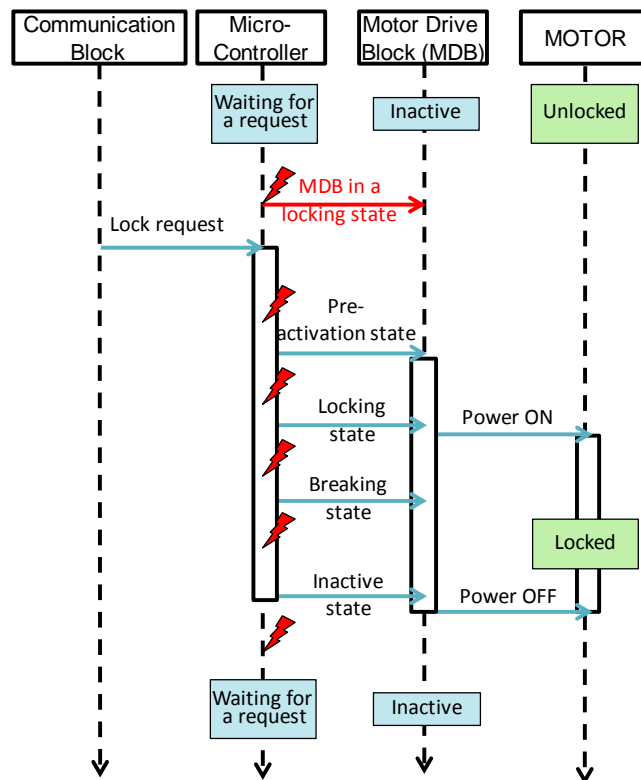 Communication
Block
Micro-
Controller
Motor Drive
Block (MDB)
MOTOR
Waiting for
a request
Inactive
Unlocked
MDB in a
locking state
Lock request
Pre-
activation state
Locking
state
Power ON
Breaking
state
Locked
Inactive
state
Power OFF
Waiting for
a request
Inactive